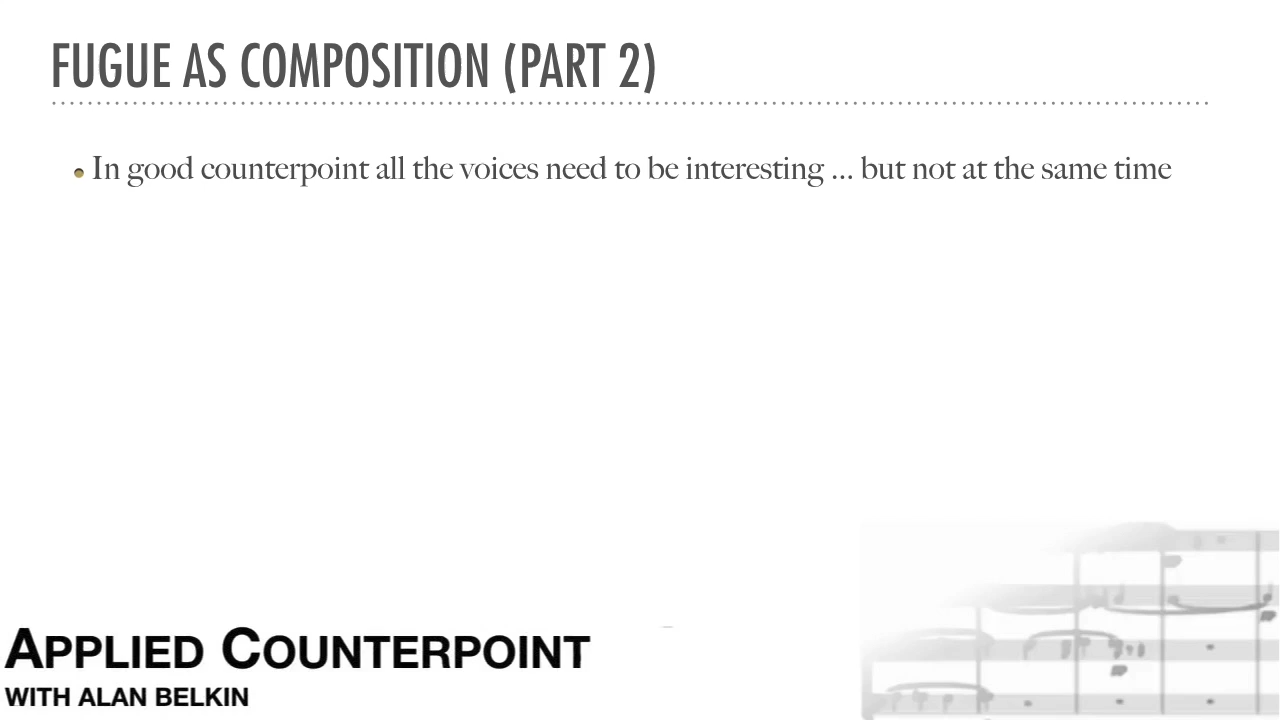 FUGUE AS COMPOSITION (PART 2)
• In good counterpoint all the voices need to be interesting ... but not at the same time
APPLIED COUNTERPOINT
WITH ALAN BELKIN